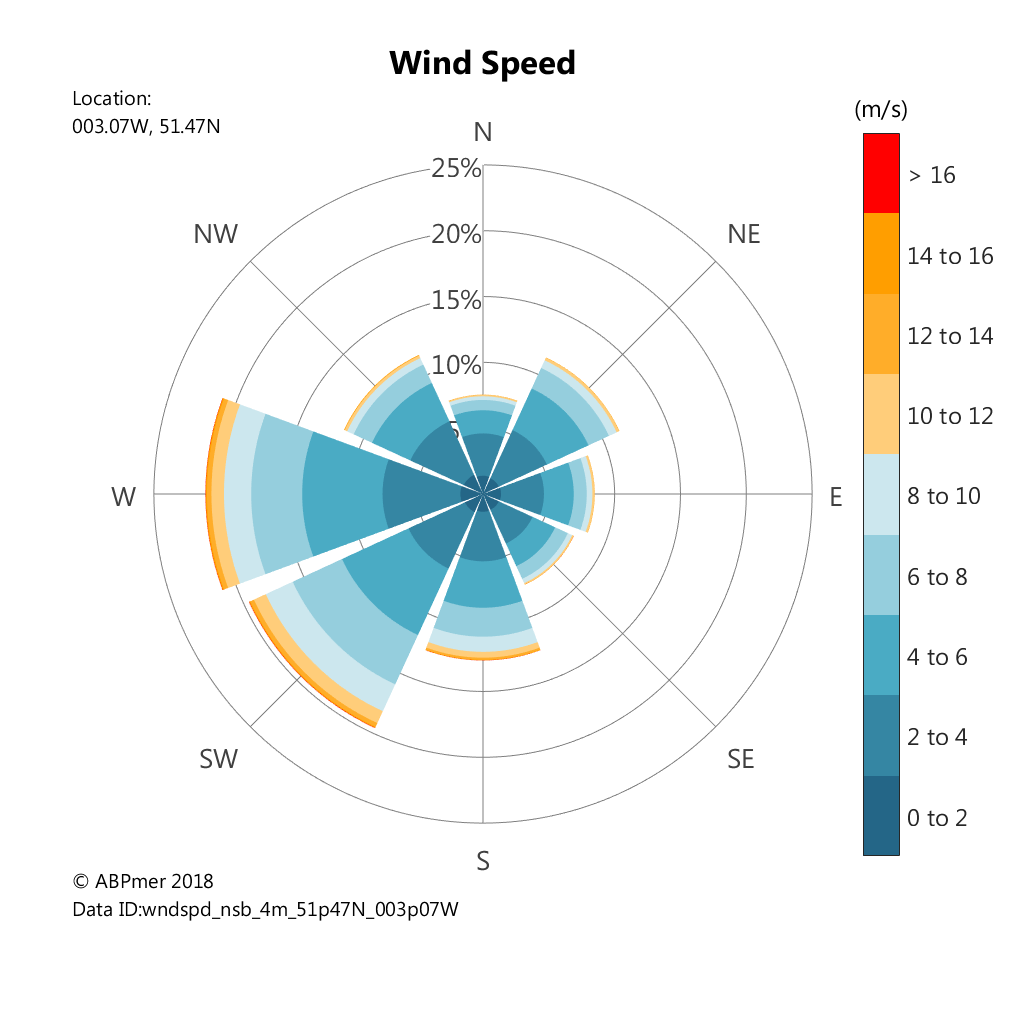 Wind Speed
Location:
003.07W, 51.47N
(m/s)
N
25%
> 16
NW
20%
NE
14 to 16
15%
12 to 14
10%
10 to 12
5
W
E
8 to 10
6 to 8
4 to 6
2 to 4
SW
SE
0 to 2
S
© ABPmer 2018
Data ID:wndspd_nsb_4m_51p47N_003p07W